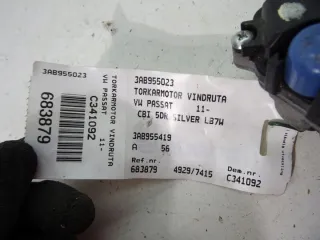 3AB955023
TORKARMOTOR VINDRUTA
VW PASSAT 11-
C341092
683879
3AB955023
TORKARMOTOR VINDRUTA
VW PASSAT 11-
CBI 5DR SILVER LB7W
3AB955419
A 56
Ref.nr.
683879 4929/7415
Dem.nr.
C341092